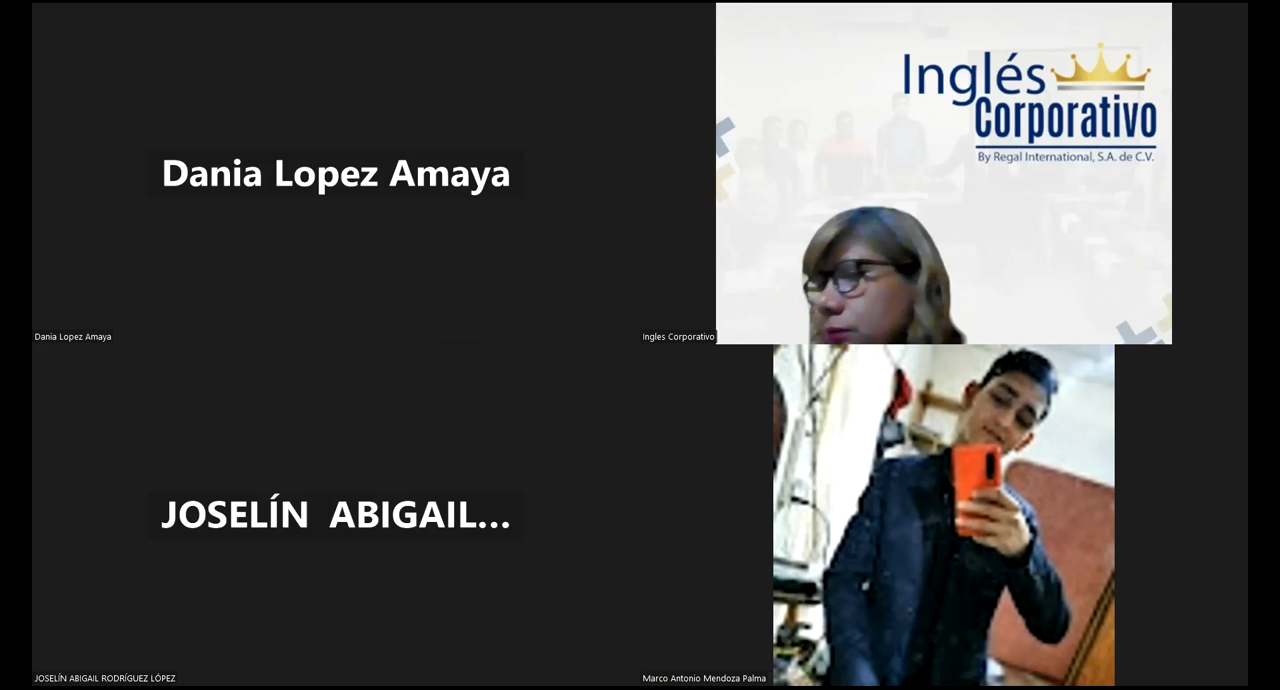 Dania Lopez Amaya
Inglés
Corporativo
By Regal International, S.A. de C.V.
Dania Lopez Amaya
Ingles Corporativo
JOSELÍN ABIGAIL...
JOSELÍN ABIGAIL RODRÍGUEZ LÓPEZ
Marco Antonio Mendoza Palma